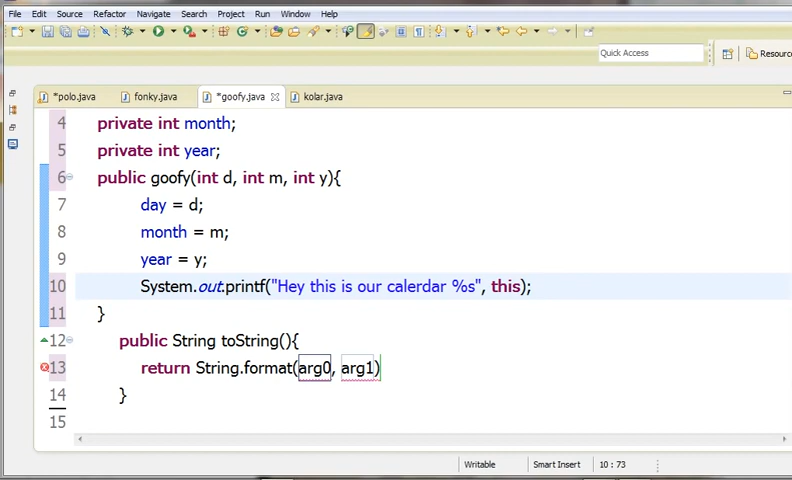 File Edit Source Refactor Navigate Search Project Run Window Help
Quick Access
Resource
*polo.java fonky.java *goofy.java kolar.java
4 private int month;
5 private int year;
6 public goofy(int d, int m, int y){
7 day = d;
8 month = m;
9 year = y;
10 System.out.printf("Hey this is our calerdar %s", this);
11 }
12 public String toString(){
13 return String.format(arg0, arg1)
14 }
15
Writable Smart Insert 10 : 73